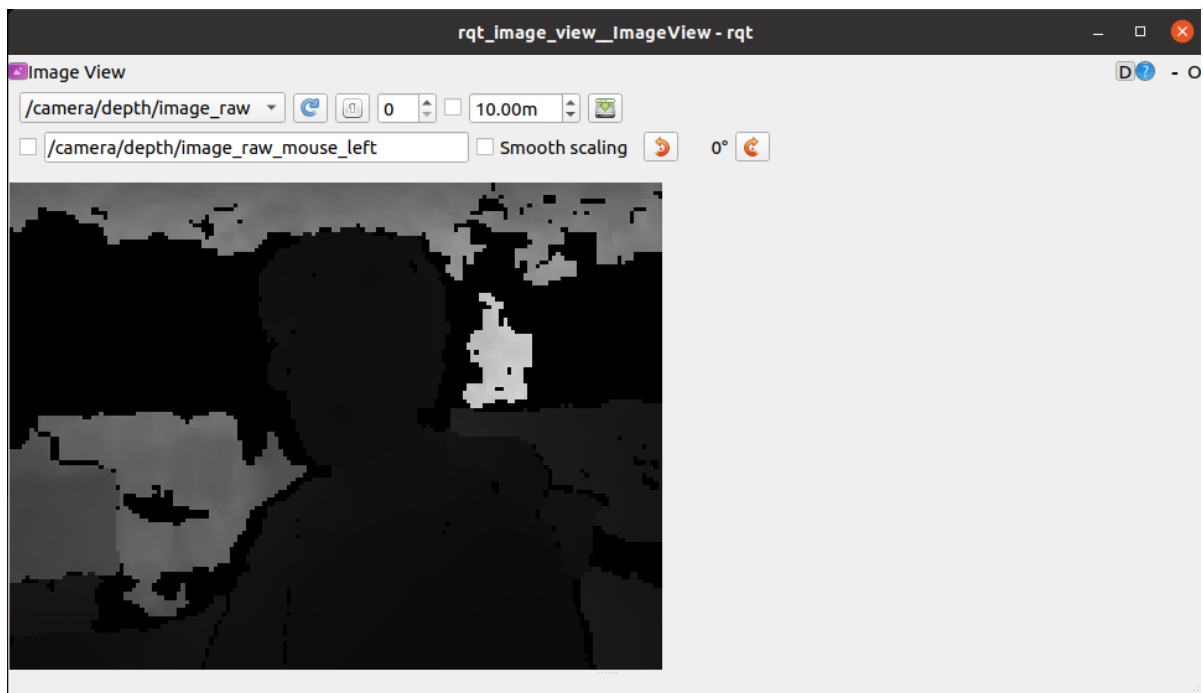 rqt_image_view__ImageView - rqt
Image View D ? - O
/camera/depth/image_raw 0 10.00m
/camera/depth/image_raw_mouse_left Smooth scaling 0°